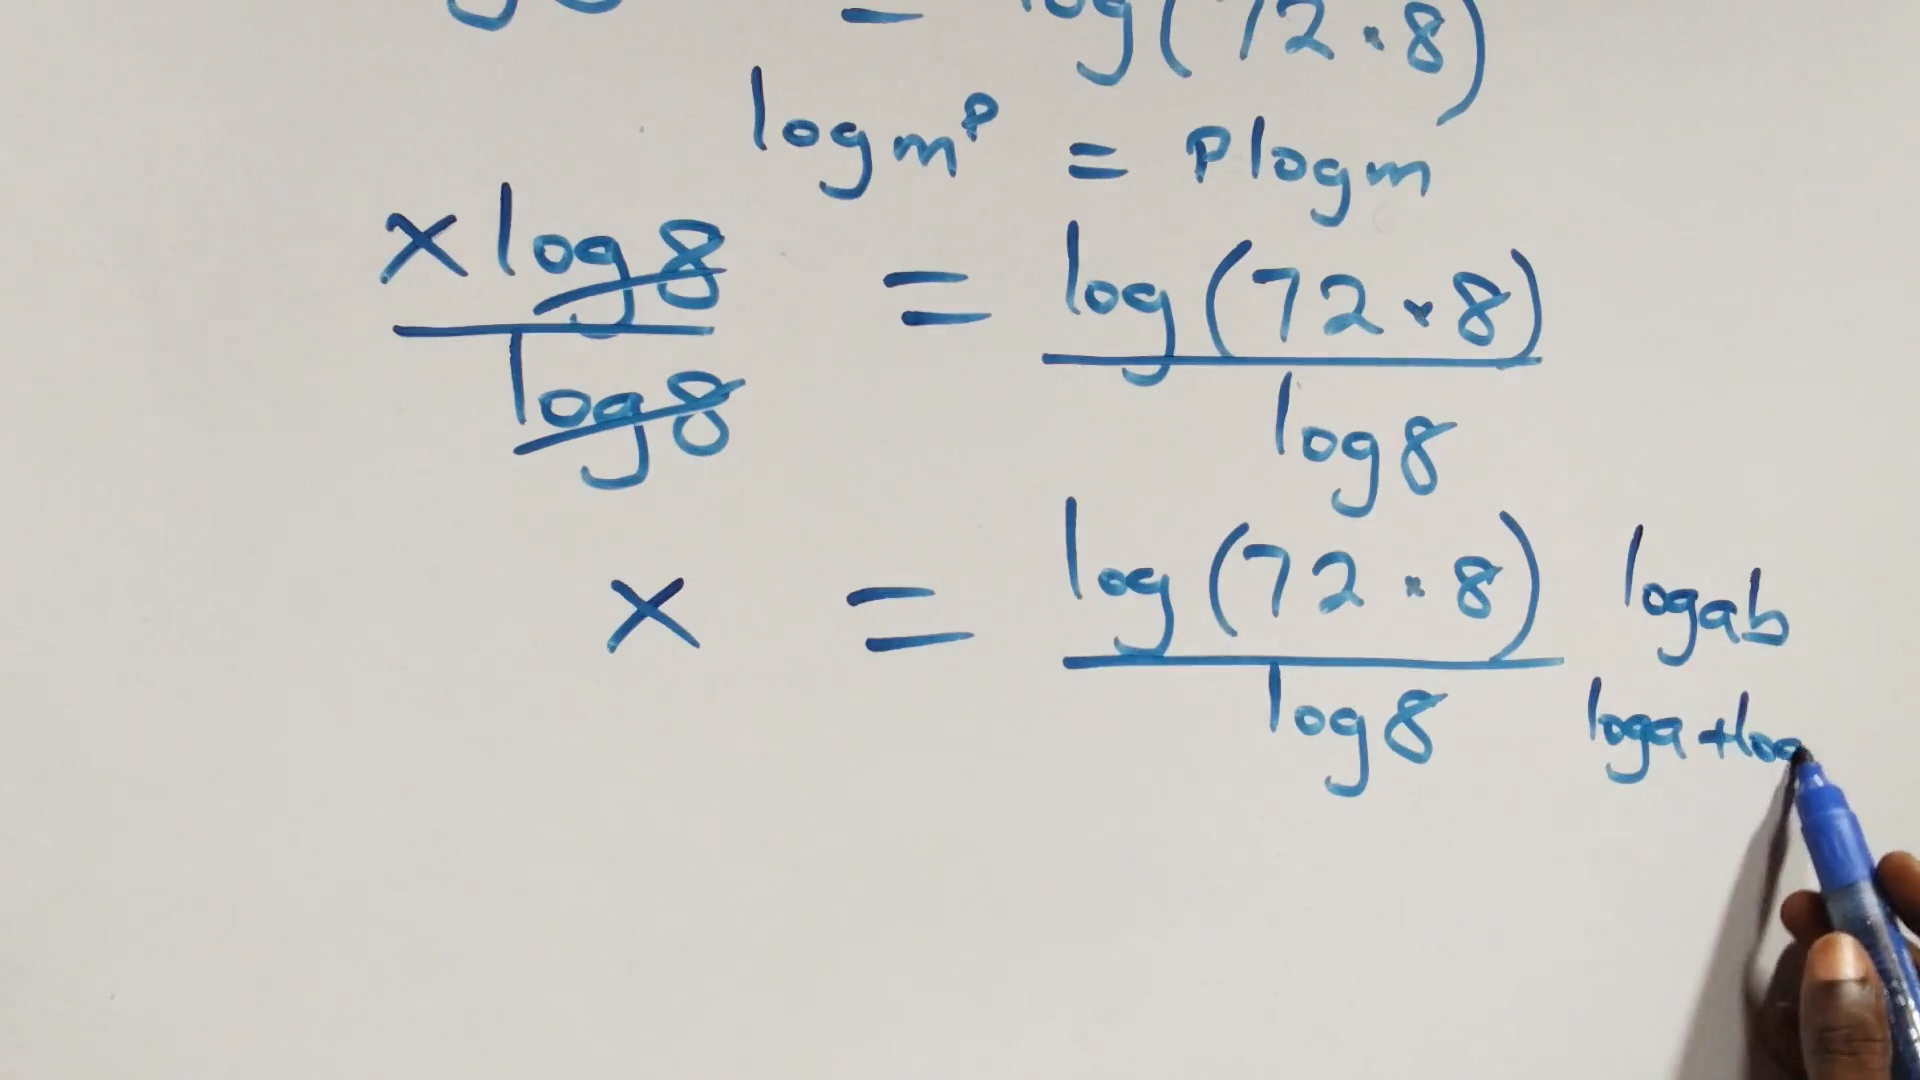 = log(72·8)
log m^p = p log m
x log 8 / log 8 = log(72·8) / log 8
x = log(72·8) / log 8
log ab
log a + log